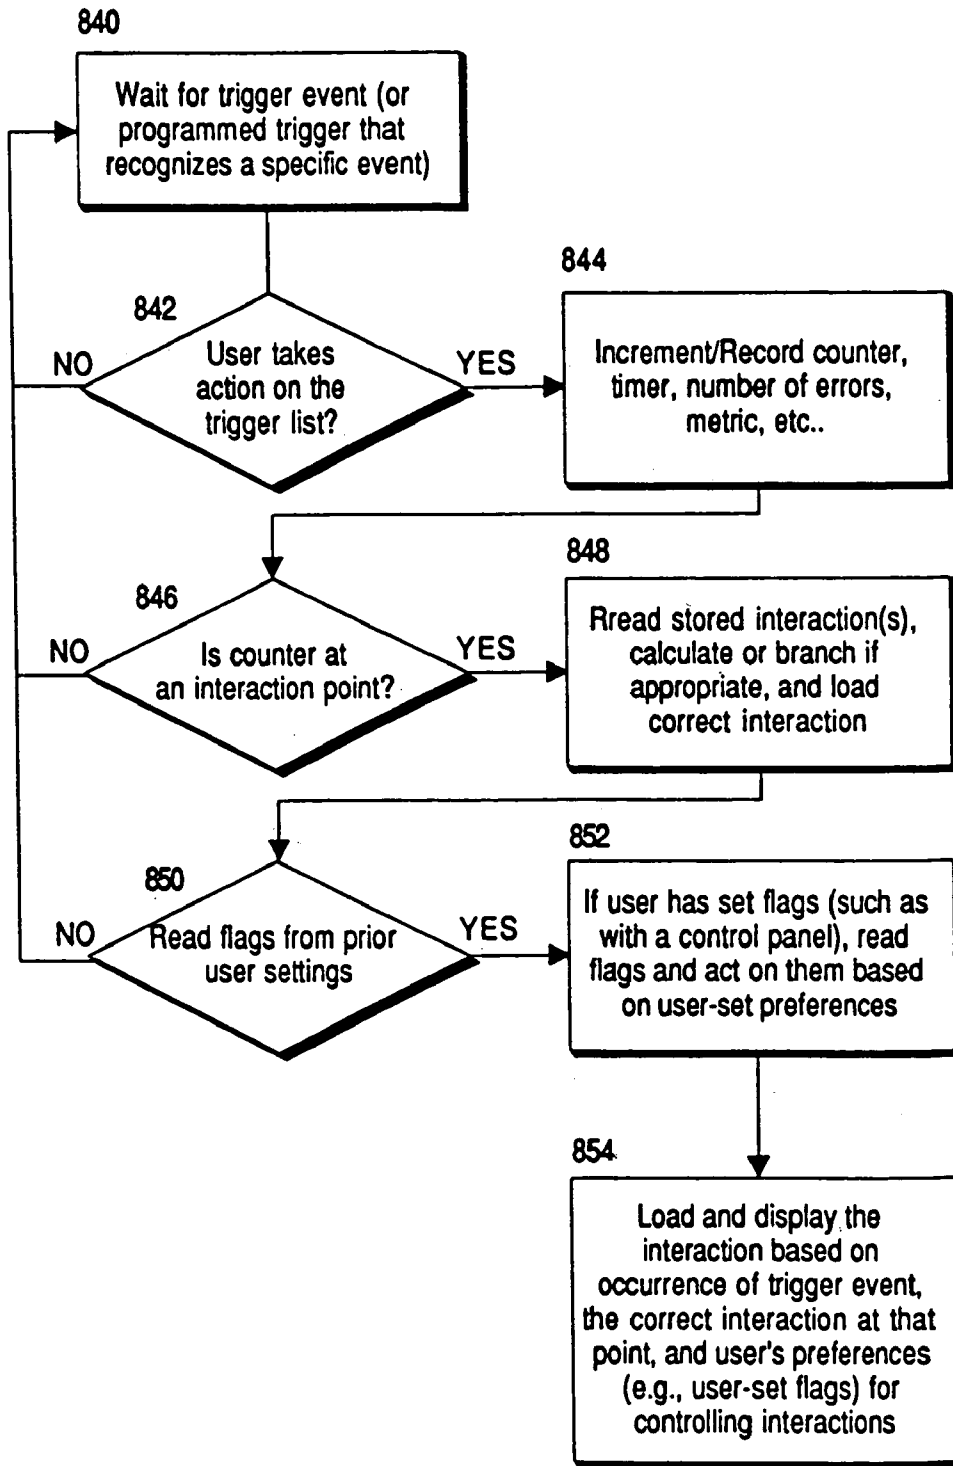 840
Wait for trigger event (or
programmed trigger that
recognizes a specific event)
842
NO
User takes
action on the
trigger list?
YES
844
Increment/Record counter,
timer, number of errors,
metric, etc..
846
NO
Is counter at
an interaction point?
YES
848
Rread stored interaction(s),
calculate or branch if
appropriate, and load
correct interaction
850
NO
Read flags from prior
user settings
YES
852
If user has set flags (such as
with a control panel), read
flags and act on them based
on user-set preferences
854
Load and display the
interaction based on
occurrence of trigger event,
the correct interaction at that
point, and user's preferences
(e.g., user-set flags) for
controlling interactions